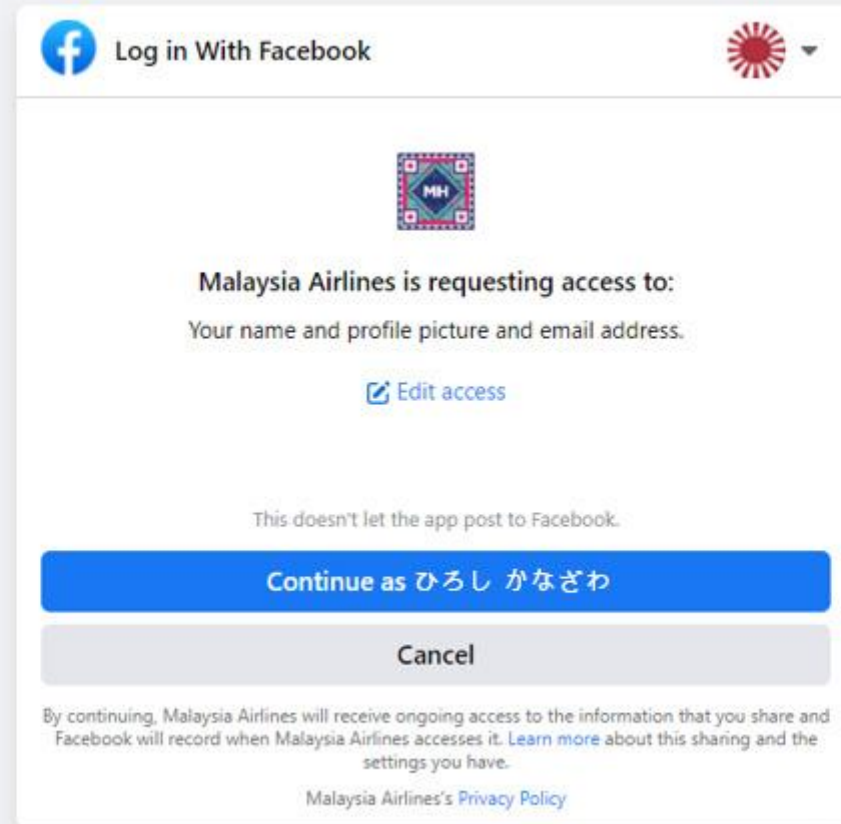 Log in With Facebook
MH
Malaysia Airlines is requesting access to:
Your name and profile picture and email address.
Edit access
This doesn't let the app post to Facebook.
Continue as ひろし かなざわ
Cancel
By continuing, Malaysia Airlines will receive ongoing access to the information that you share and
Facebook will record when Malaysia Airlines accesses it. Learn more about this sharing and the
settings you have.
Malaysia Airlines's Privacy Policy